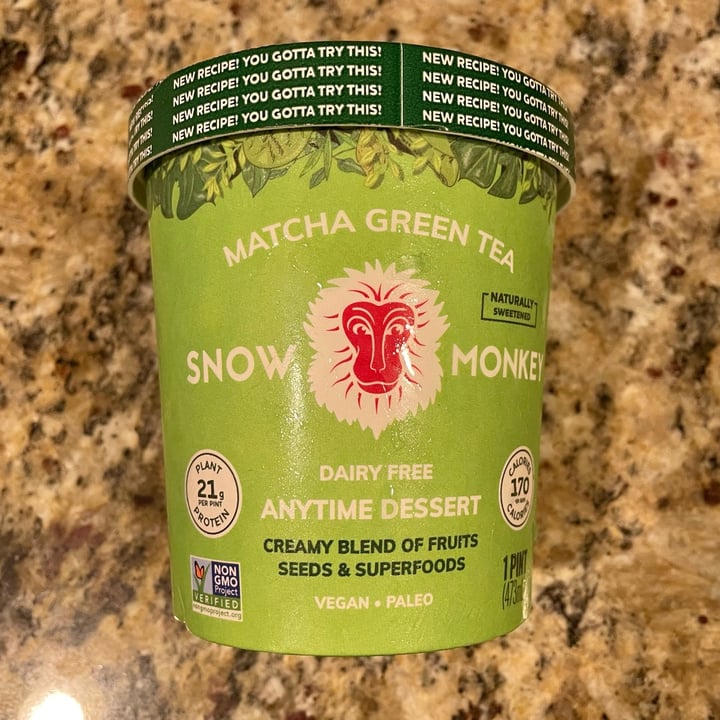 NEW RECIPE! YOU GOTTA TRY THIS!
NEW RECIPE! YOU GOTTA TRY THIS!
NEW RECIPE! YOU GOTTA TRY THIS!
NEW RECIPE! YOU GOTTA TRY THIS!
NEW RECIPE! YOU GOTTA TRY THIS!
NEW RECIPE! YOU GOTTA TRY THIS!
NEW RECIPE! YOU GOTTA TRY THIS!
NEW RECIPE! YOU GOTTA TRY THIS!
MATCHA GREEN TEA
NATURALLY
SWEETENED
SNOW MONKEY
DAIRY FREE
ANYTIME DESSERT
CREAMY BLEND OF FRUITS
SEEDS & SUPERFOODS
VEGAN • PALEO
PLANT
21g
PER PINT
PROTEIN
CALORIES
170
CALORIES
NON
GMO
Project
VERIFIED
nongmoproject.org
1 PINT